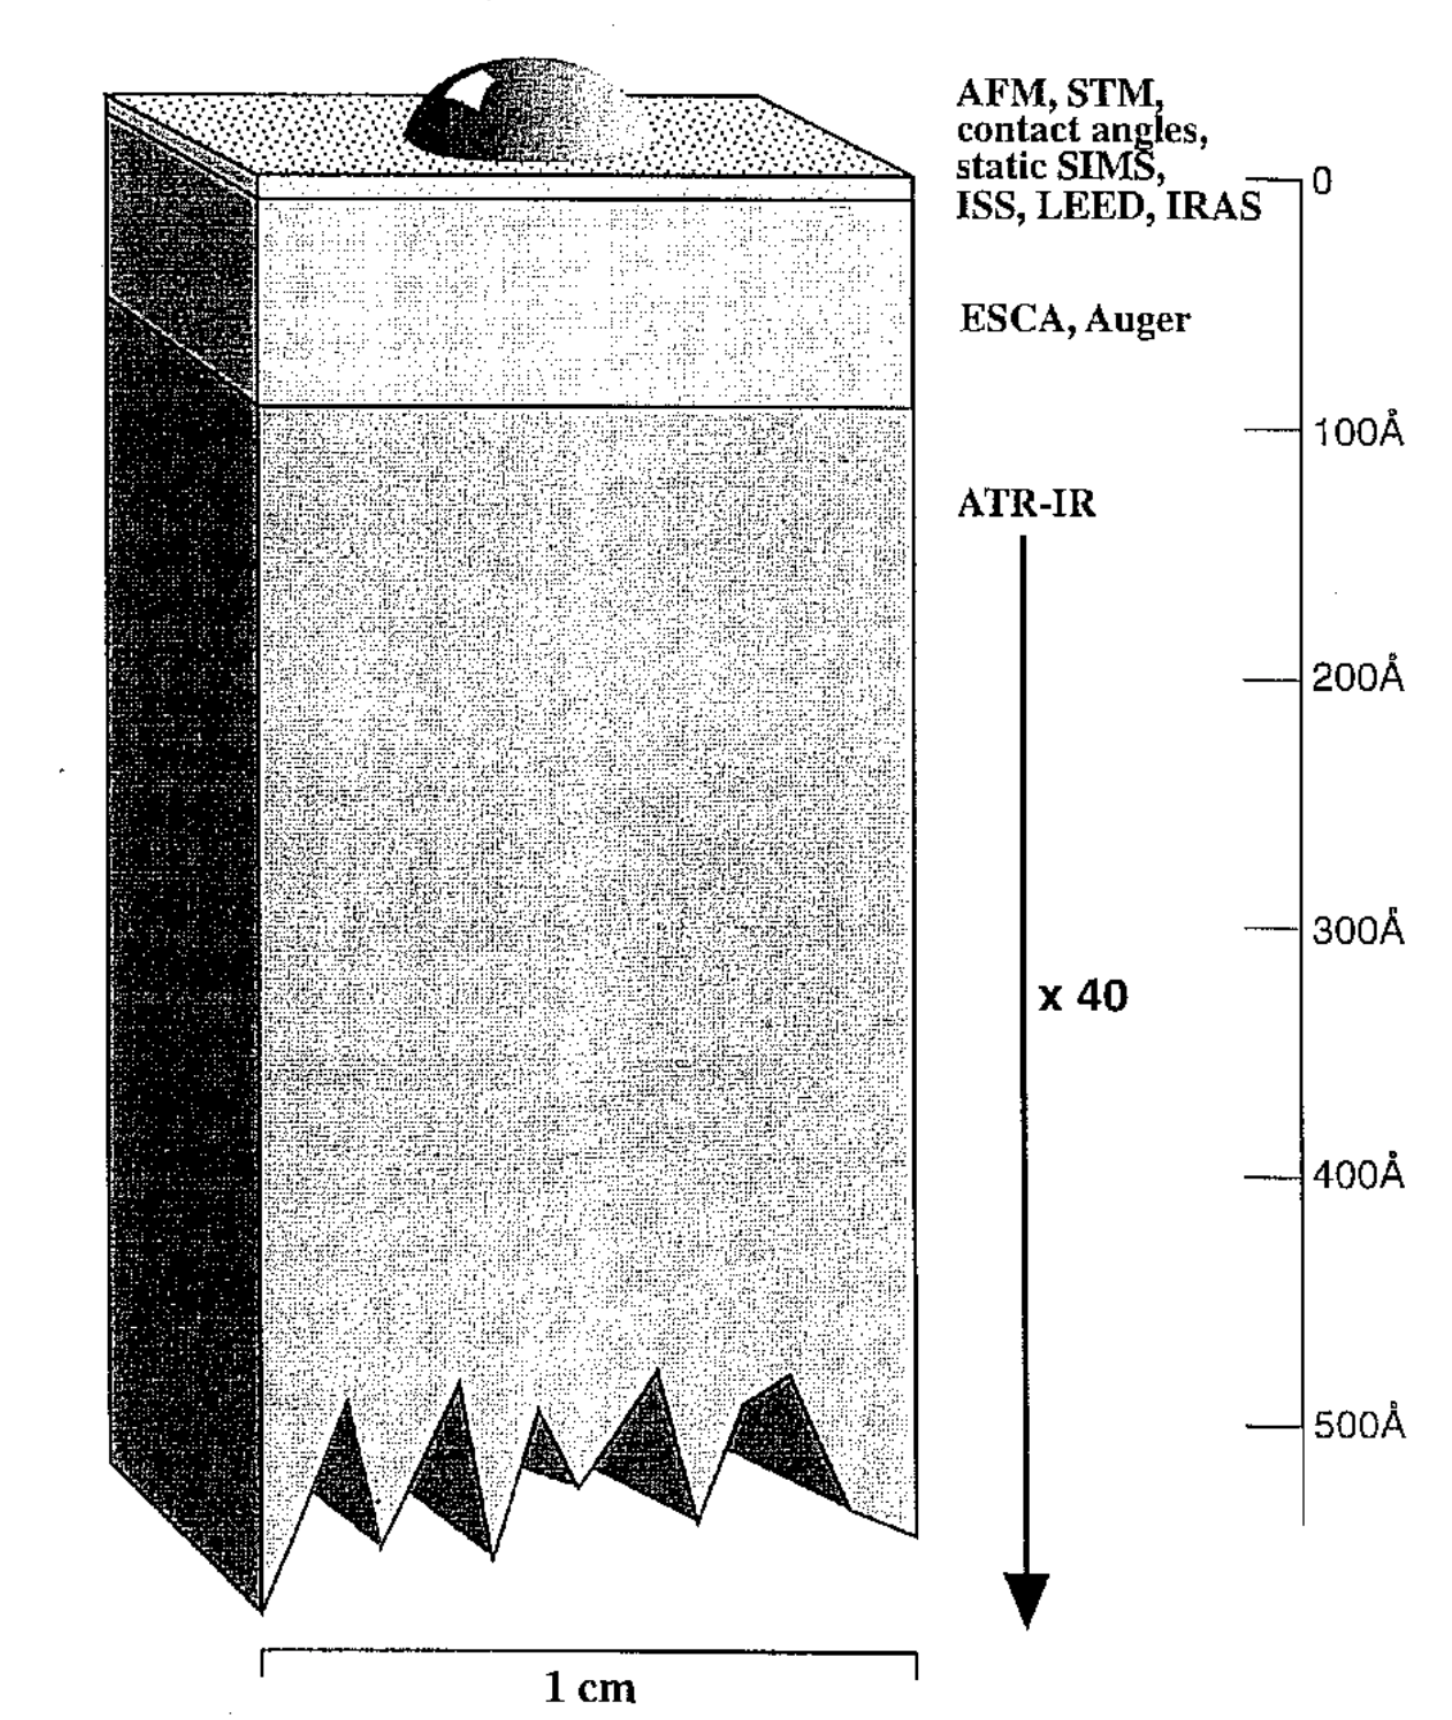 AFM, STM,
contact angles,
static SIMS,
ISS, LEED, IRAS
0
ESCA, Auger
100Å
ATR-IR
200Å
300Å
x 40
400Å
500Å
1 cm